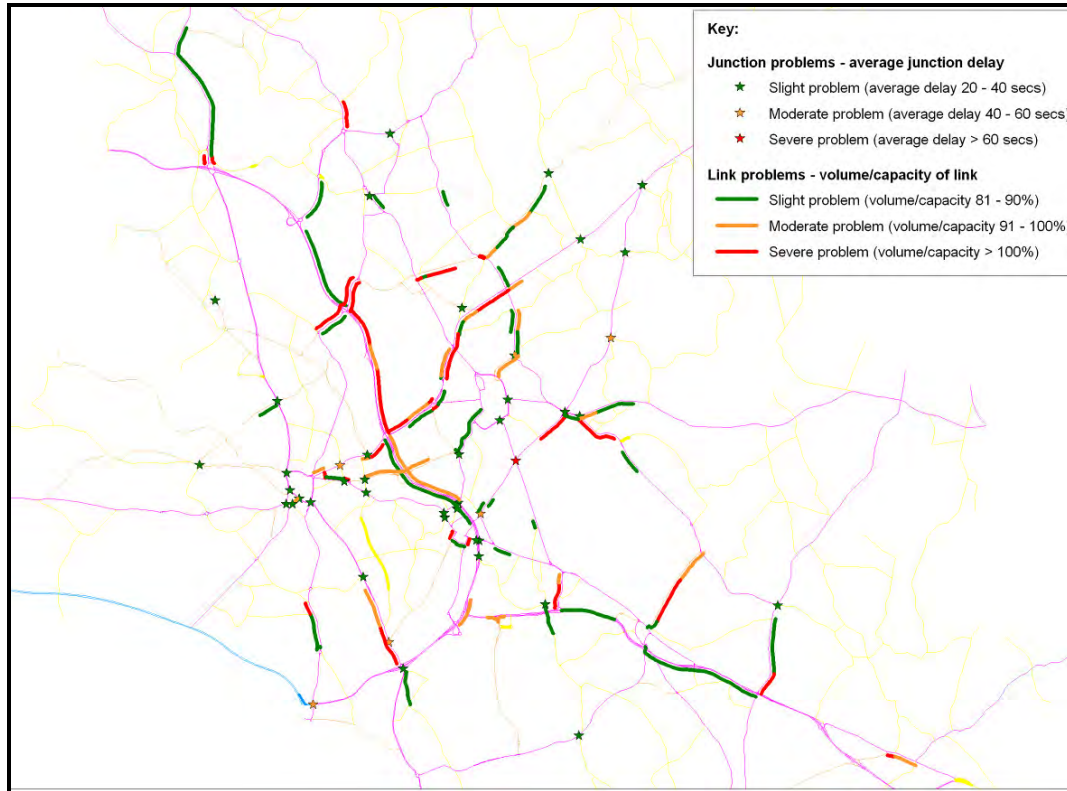 Key:
Junction problems - average junction delay
Slight problem (average delay 20 - 40 secs)
Moderate problem (average delay 40 - 60 secs)
Severe problem (average delay > 60 secs)
Link problems - volume/capacity of link
Slight problem (volume/capacity 81 - 90%)
Moderate problem (volume/capacity 91 - 100%
Severe problem (volume/capacity > 100%)